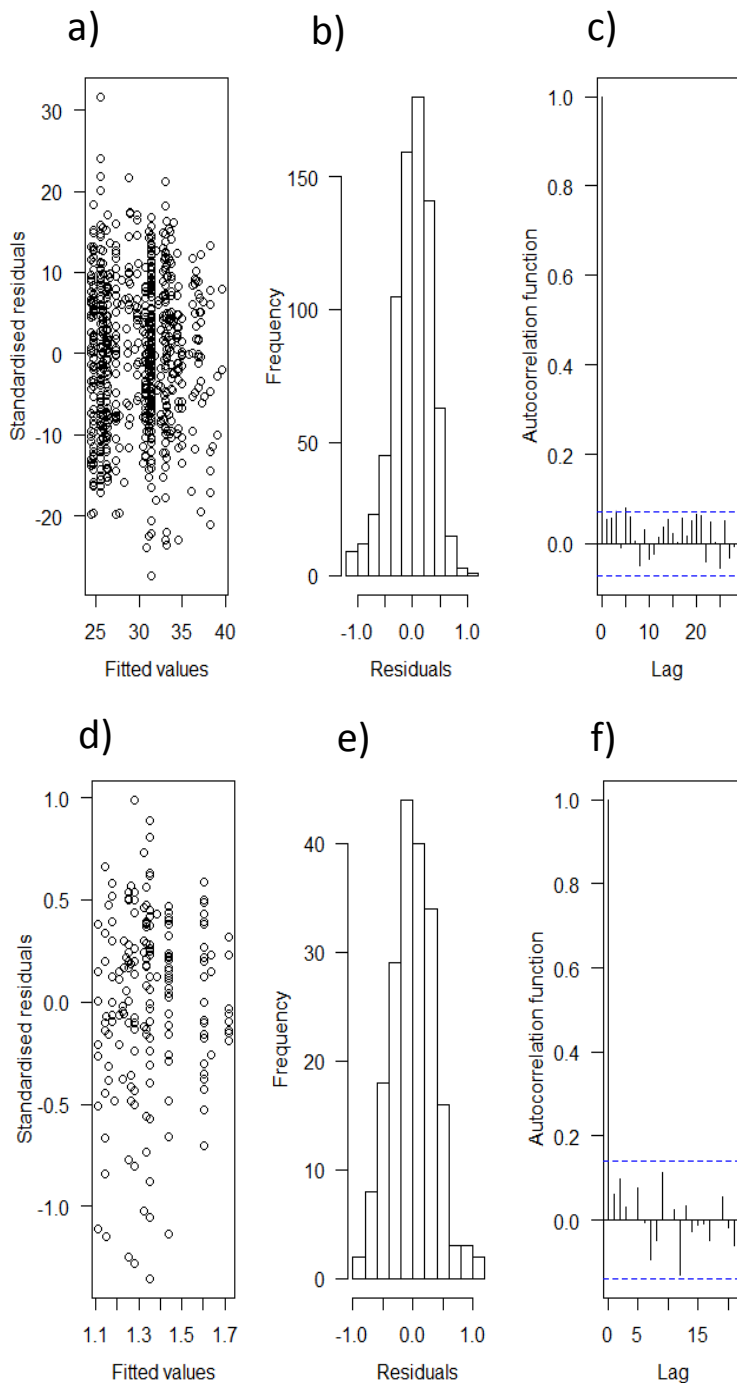 a)
b)
c)
Standardised residuals
30
20
10
0
-10
-20
25 30 35 40
Fitted values
Frequency
150
100
50
0
-1.0 0.0 1.0
Residuals
Autocorrelation function
1.0
0.8
0.6
0.4
0.2
0.0
0 10 20
Lag
d)
e)
f)
Standardised residuals
1.0
0.5
0.0
-0.5
-1.0
1.1 1.3 1.5 1.7
Fitted values
Frequency
40
30
20
10
0
-1.0 0.0 1.0
Residuals
Autocorrelation function
1.0
0.8
0.6
0.4
0.2
0.0
0 5 15
Lag